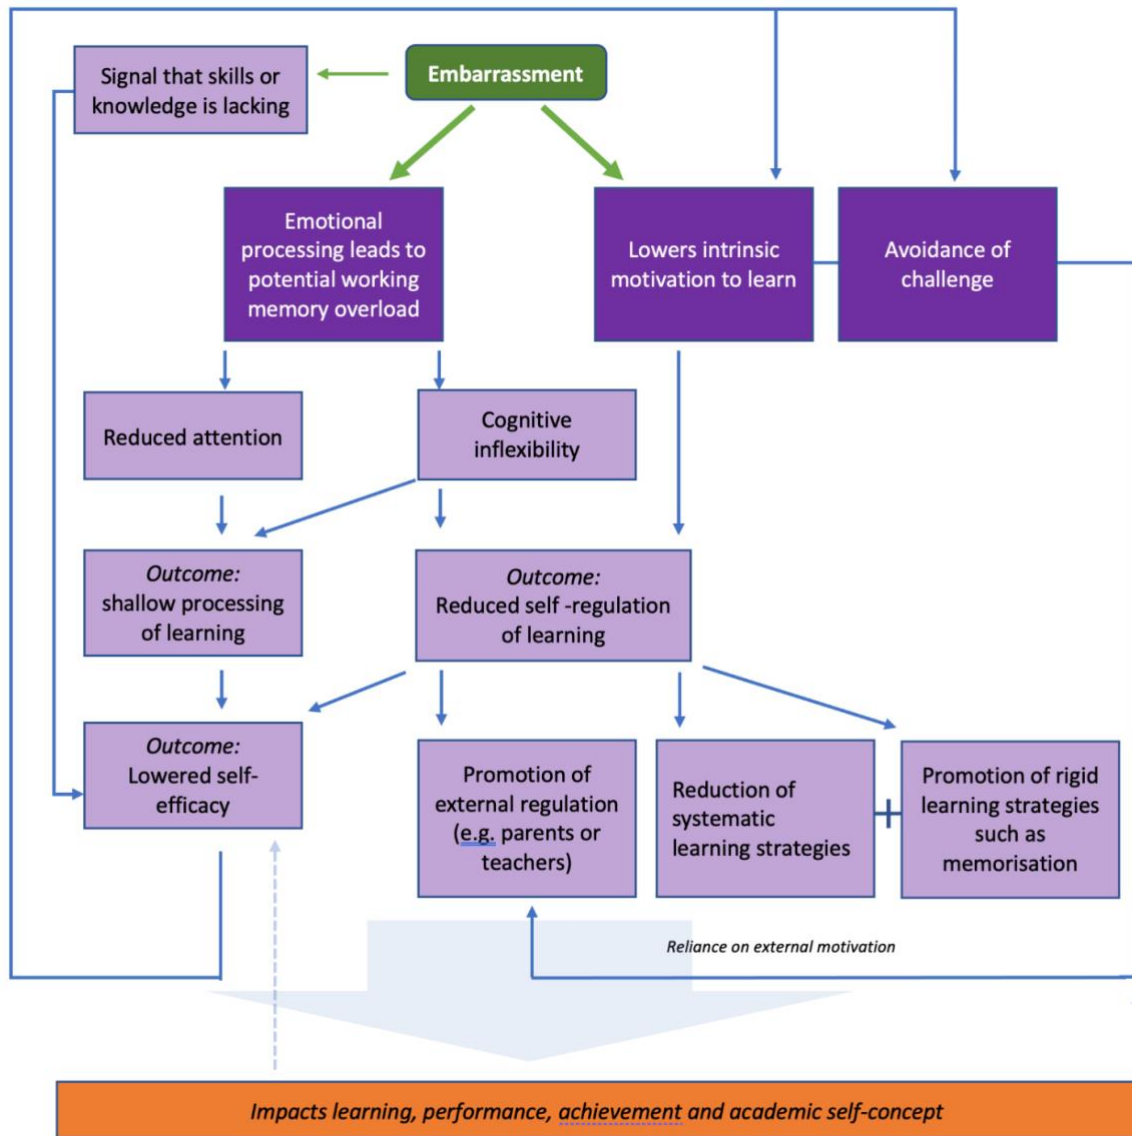 Embarrassment
Signal that skills or
knowledge is lacking
Emotional
processing leads to
potential working
memory overload
Lowers intrinsic
motivation to learn
Avoidance of
challenge
Reduced attention
Cognitive
inflexibility
Outcome:
shallow processing
of learning
Outcome:
Reduced self -regulation
of learning
Outcome:
Lowered self-
efficacy
Promotion of
external regulation
(e.g. parents or
teachers)
Reduction of
systematic
learning strategies
+
Promotion of rigid
learning strategies
such as
memorisation
Reliance on external motivation
Impacts learning, performance, achievement and academic self-concept